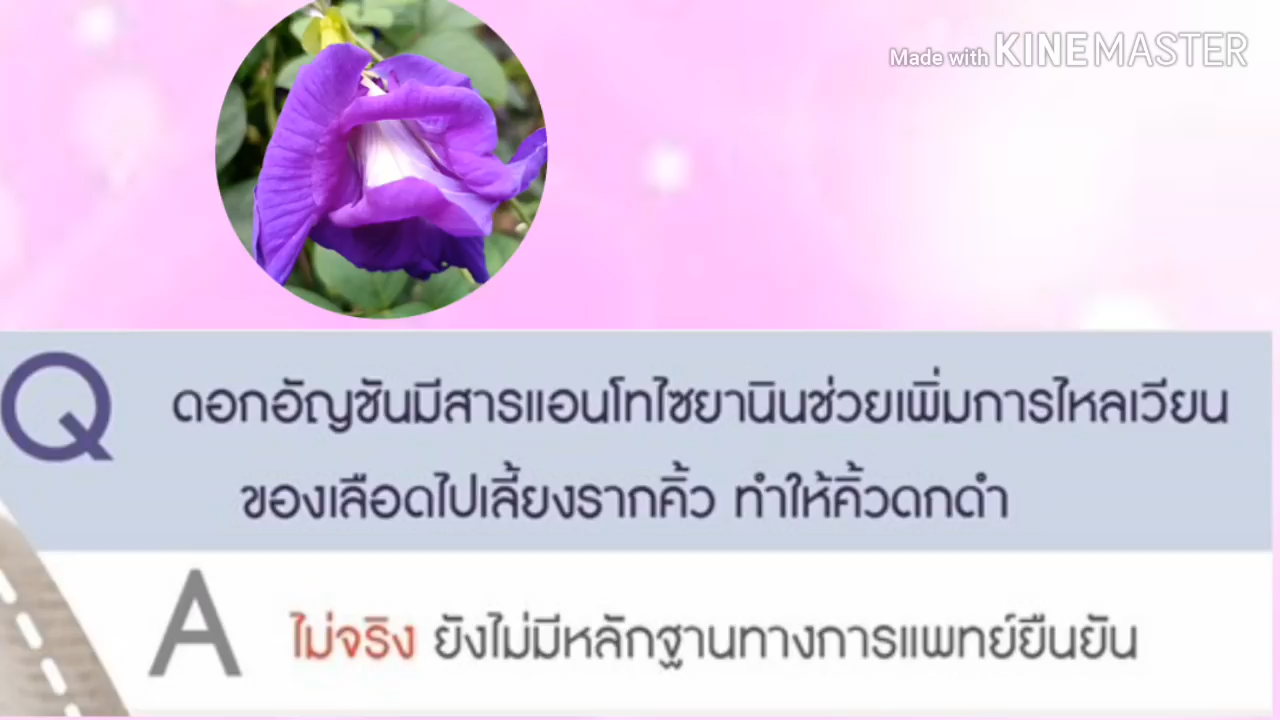 Made with KINEMASTER
Q ดอกอัญชันมีสารแอนโทไซยานินช่วยเพิ่มการไหลเวียน
ของเลือดไปเลี้ยงรากคิ้ว ทำให้คิ้วดกดำ
A ไม่จริง ยังไม่มีหลักฐานทางการแพทย์ยืนยัน